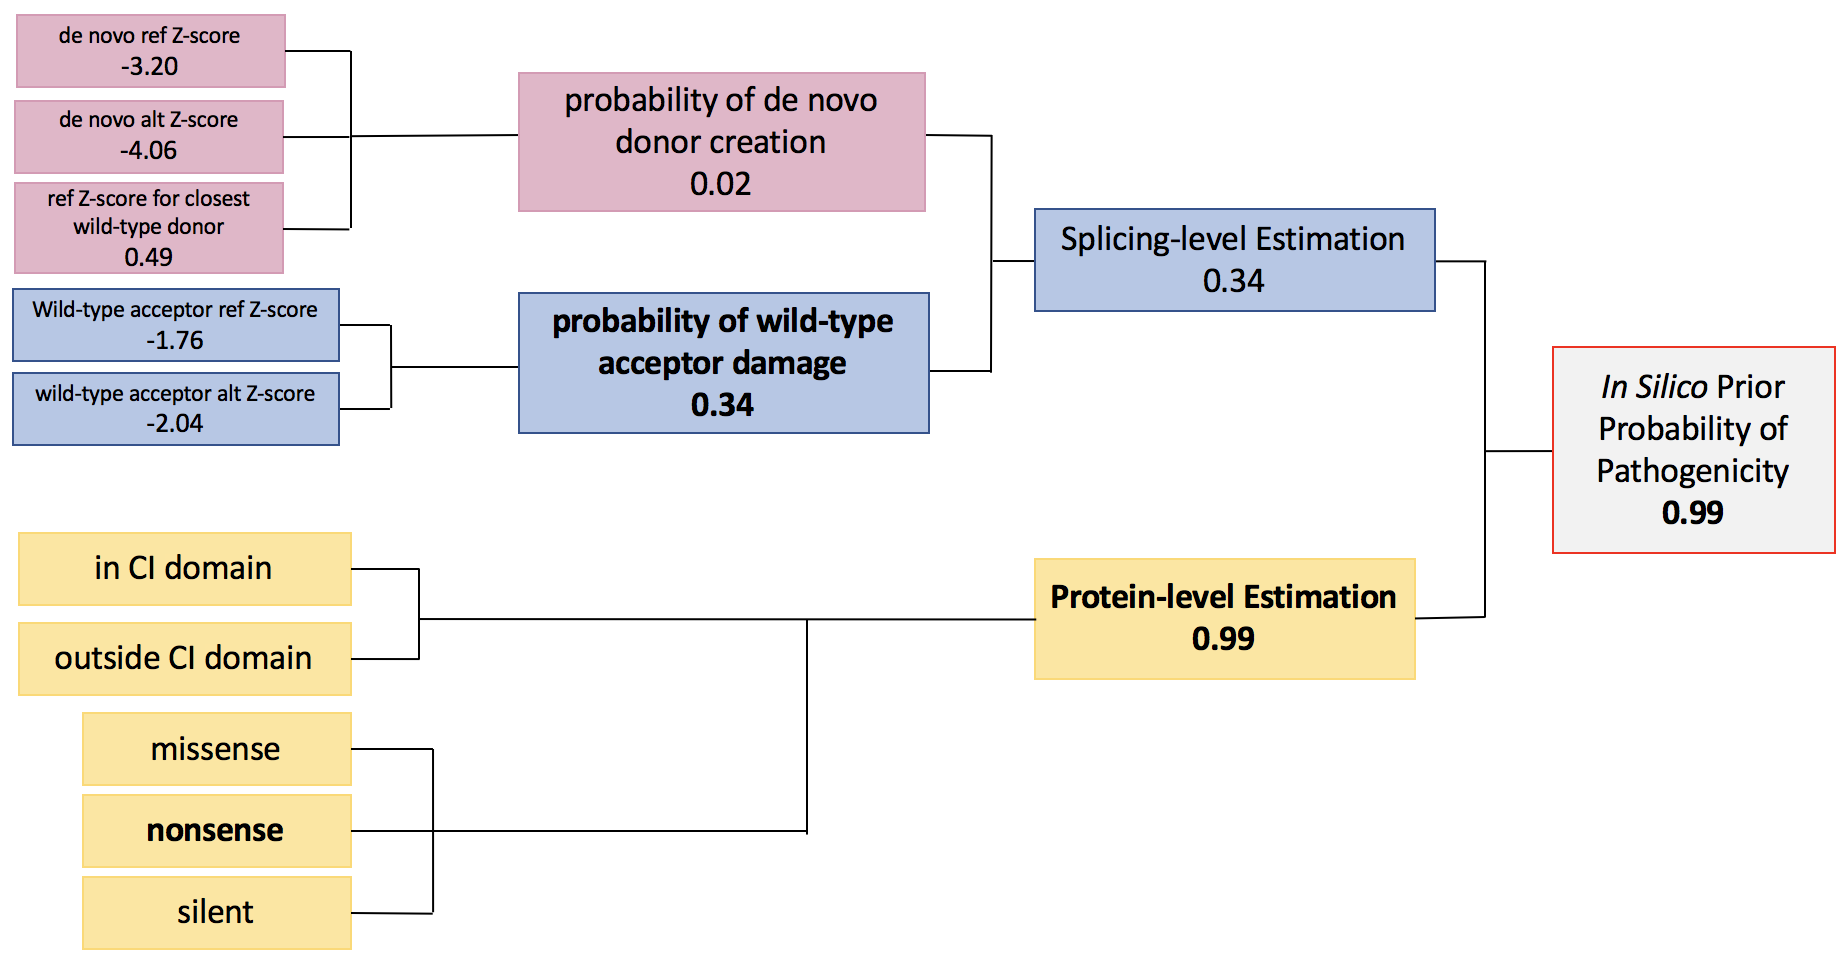 de novo ref Z-score
-3.20
de novo alt Z-score
-4.06
ref Z-score for closest
wild-type donor
0.49
Wild-type acceptor ref Z-score
-1.76
wild-type acceptor alt Z-score
-2.04
probability of de novo
donor creation
0.02
probability of wild-type
acceptor damage
0.34
Splicing-level Estimation
0.34
in CI domain
outside CI domain
missense
nonsense
silent
Protein-level Estimation
0.99
In Silico Prior
Probability of
Pathogenicity
0.99